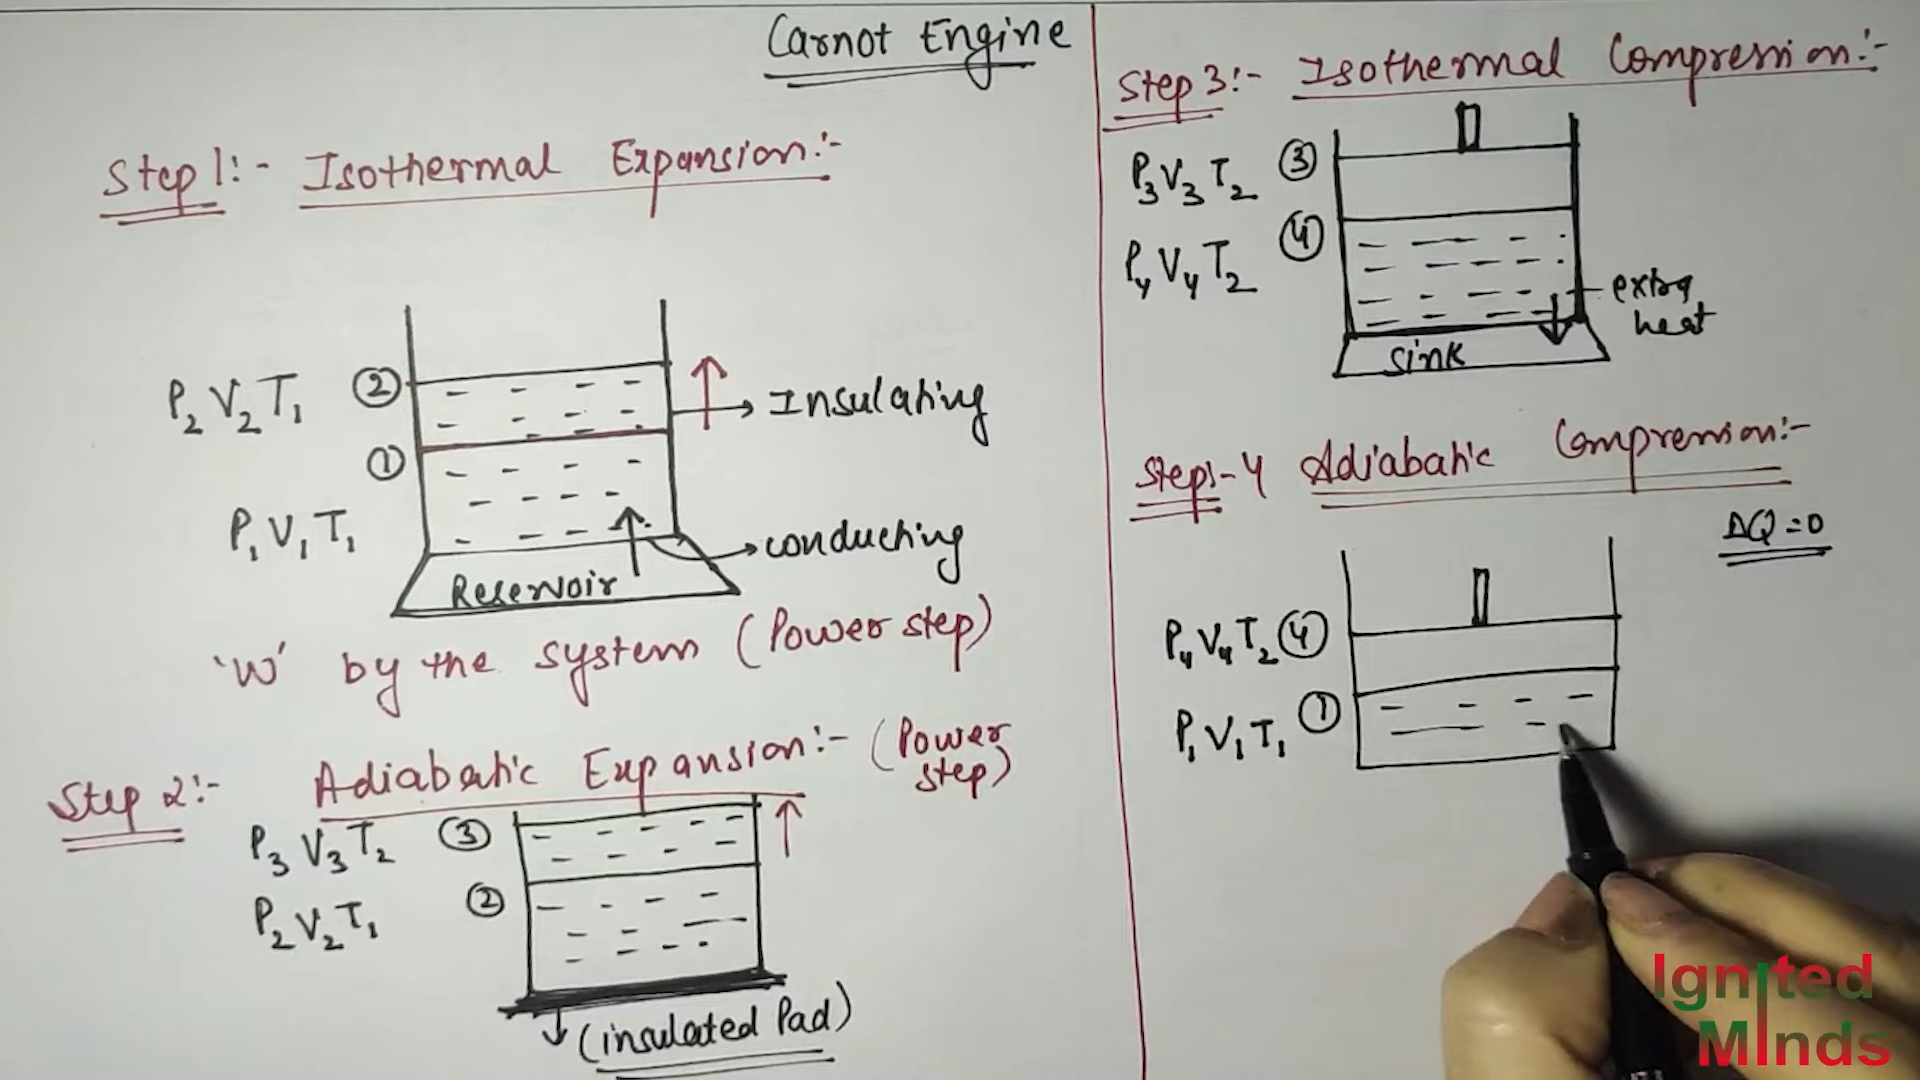 Carnot Engine
Step 1:- Isothermal Expansion:-
P₂ V₂ T₁ ②
Insulating
①
P₁ V₁ T₁
conducting
Reservoir
'W' by the system (Power step)
Step 2:- Adiabatic Expansion:- (Power step)
P₃ V₃ T₂ ③
P₂ V₂ T₁ ②
(insulated Pad)
Step 3:- Isothermal Compression:-
P₃ V₃ T₂ ③
P₄ V₄ T₂ ④
extra
heat
Sink
Step:-4 Adiabatic Compression:-
ΔQ = 0
P₄ V₄ T₂ ④
P₁ V₁ T₁ ①
Ignited
Minds